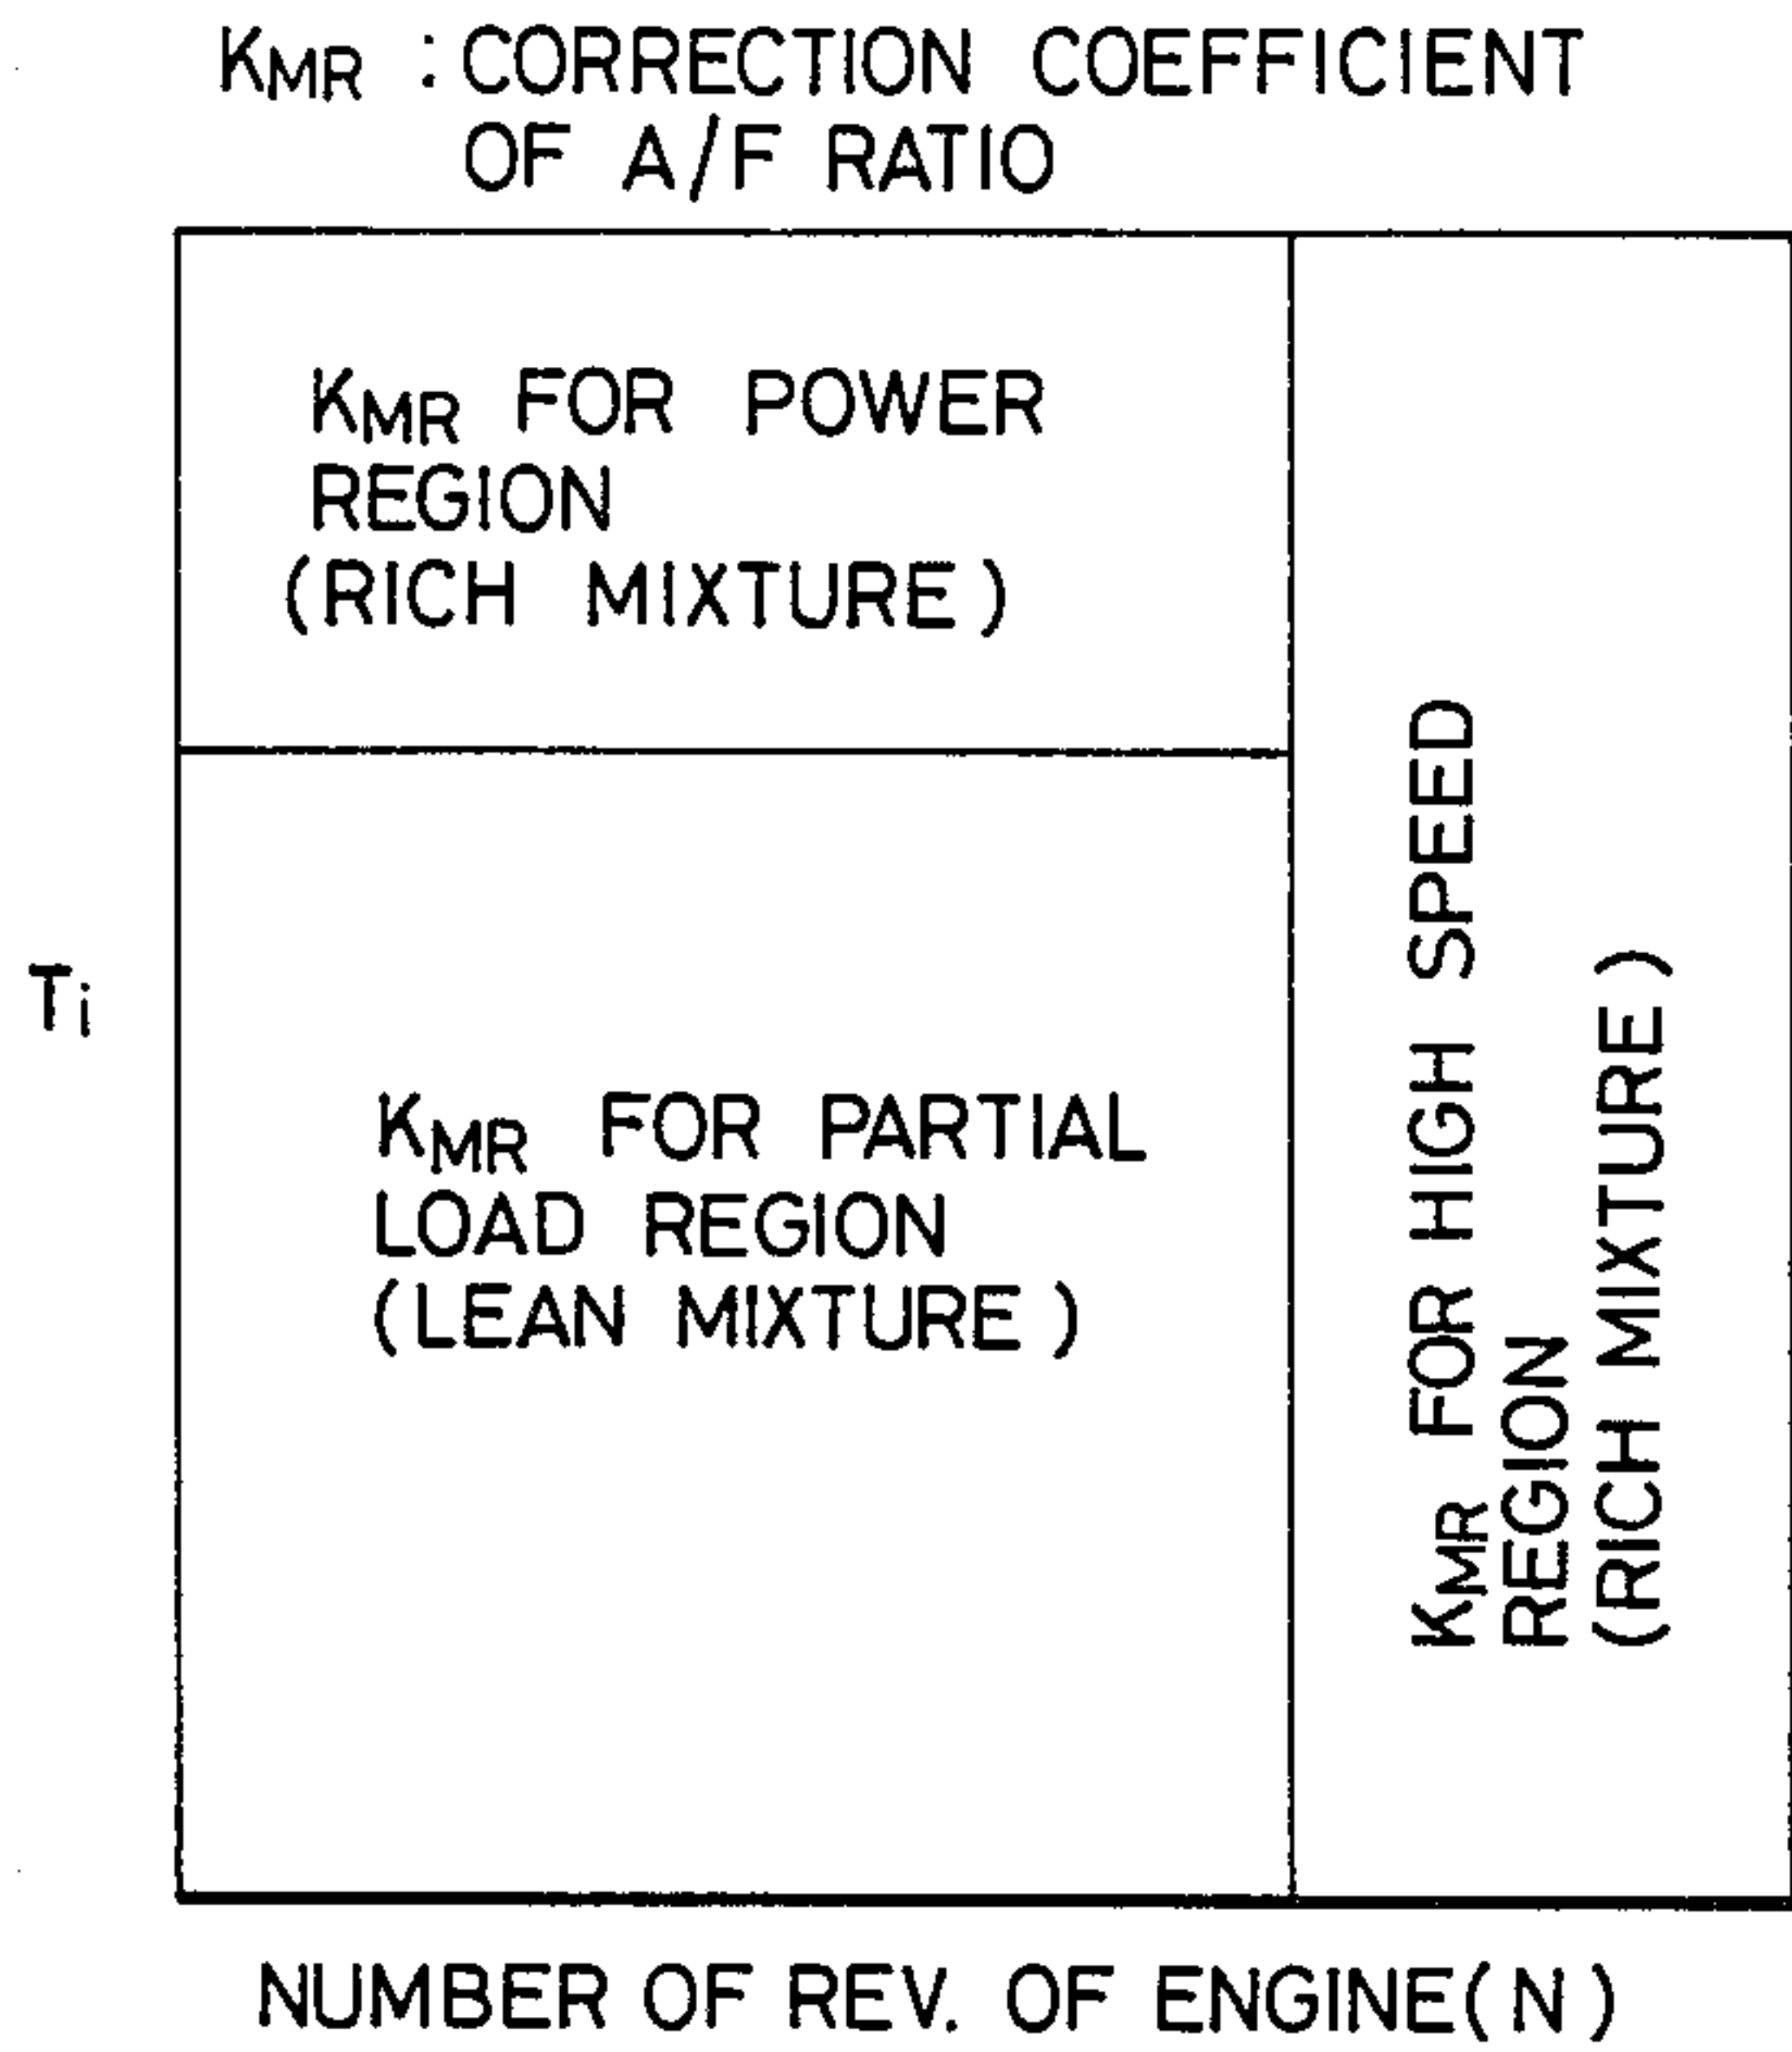 KMR : CORRECTION COEFFICIENT
OF A/F RATIO
KMR FOR POWER
REGION
(RICH MIXTURE)
Ti
KMR FOR PARTIAL
LOAD REGION
(LEAN MIXTURE)
KMR FOR HIGH SPEED
REGION
(RICH MIXTURE)
NUMBER OF REV. OF ENGINE(N)